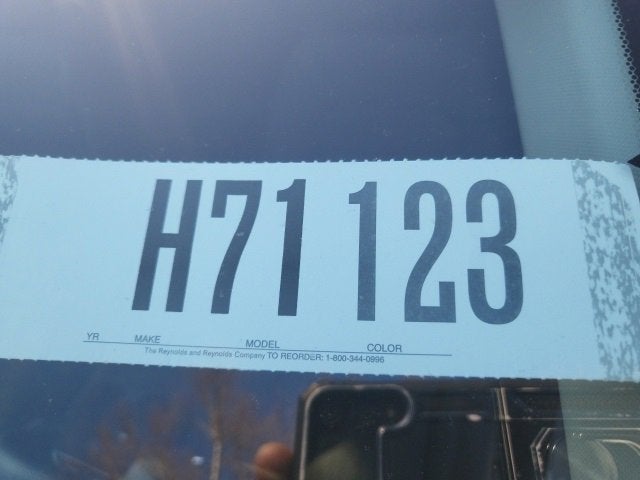 H71 123
YR MAKE MODEL COLOR
The Reynolds and Reynolds Company TO REORDER: 1-800-344-0996